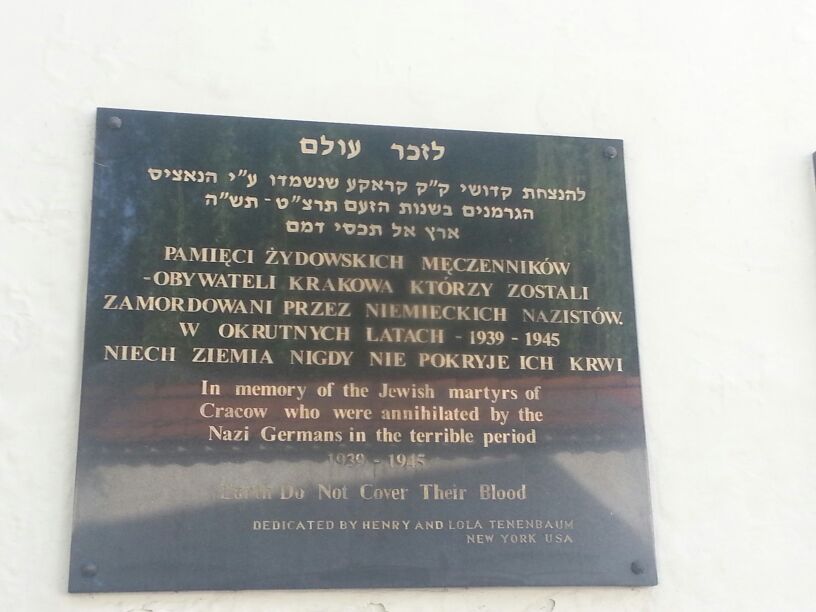 לזכר עולם
להנצחת קדושי ק"ק קראקע שנשמדו ע"י הנאציס
הגרמנים בשנות הזעם תרצ"ט - תש"ה
ארץ אל תכסי דמם
PAMIĘCI ŻYDOWSKICH MĘCZENNIKÓW
-OBYWATELI KRAKOWA KTÓRZY ZOSTALI
ZAMORDOWANI PRZEZ NIEMIECKICH NAZISTÓW.
W OKRUTNYCH LATACH - 1939 - 1945
NIECH ZIEMIA NIGDY NIE POKRYJE ICH KRWI
In memory of the Jewish martyrs of
Cracow who were annihilated by the
Nazi Germans in the terrible period
1939 - 1945
Earth Do Not Cover Their Blood
DEDICATED BY HENRY AND LOLA TENENBAUM
NEW YORK USA